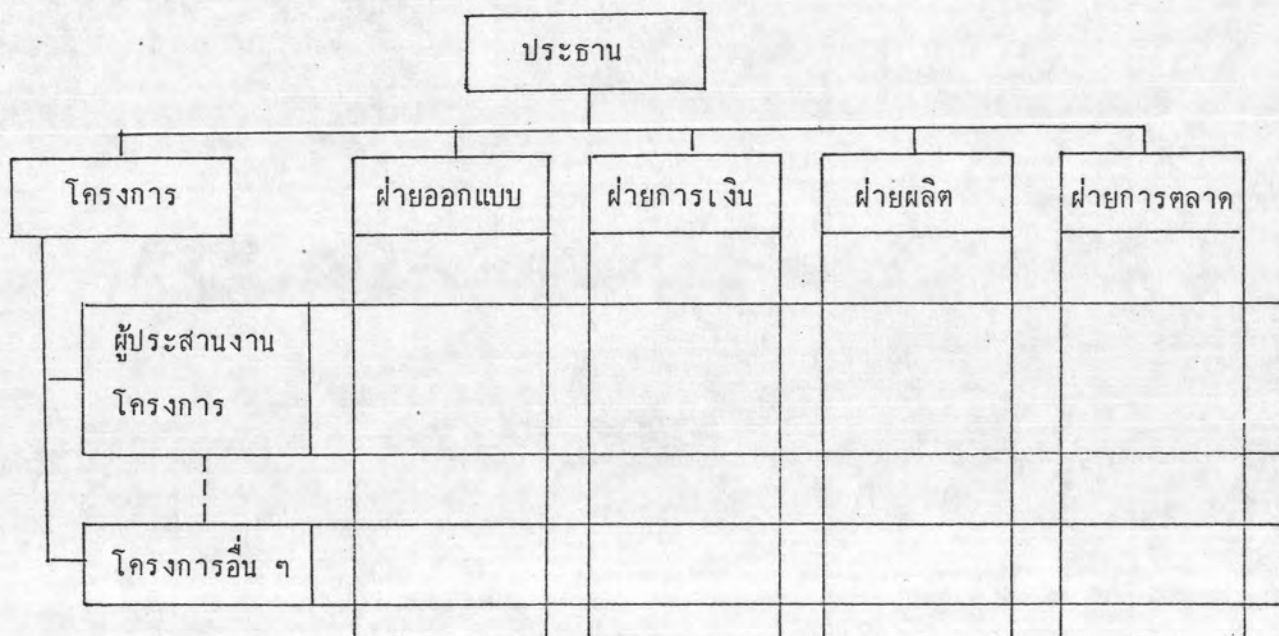 ประธาน
โครงการ
ฝ่ายออกแบบ
ฝ่ายการเงิน
ฝ่ายผลิต
ฝ่ายการตลาด
ผู้ประสานงาน
โครงการ
โครงการอื่น ๆ